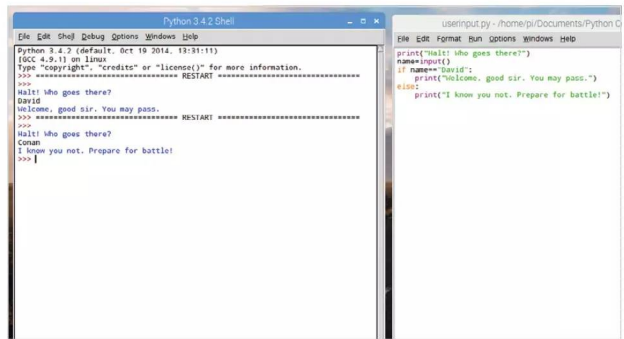 Python 3.4.2 Shell
File Edit Shell Debug Options Windows Help
Python 3.4.2 (default, Oct 19 2014, 13:31:11)
[GCC 4.9.1] on linux
Type "copyright", "credits" or "license()" for more information.
>>> ================================ RESTART ================================
>>>
Halt! Who goes there?
David
Welcome, good sir. You may pass.
>>> ================================ RESTART ================================
>>>
Halt! Who goes there?
Conan
I know you not. Prepare for battle!
>>>
userinput.py - /home/pi/Documents/Python C
File Edit Format Run Options Windows Help
print("Halt! Who goes there?")
name=input()
if name=="David":
    print("Welcome, good sir. You may pass.")
else:
    print("I know you not. Prepare for battle!")